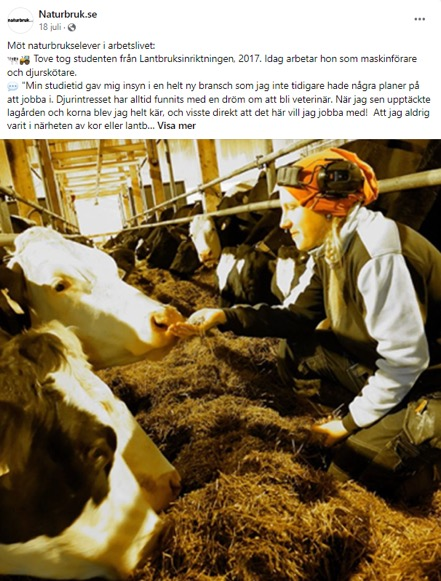 Naturbruk.se
Naturbruk.se
18 juli ·
Möt naturbrukselever i arbetslivet:
🐄🚜 Tove tog studenten från Lantbruksinriktningen, 2017. Idag arbetar hon som maskinförare
och djurskötare.
💬 "Min studietid gav mig insyn i en helt ny bransch som jag inte tidigare hade några planer på
att jobba i. Djurintresset har alltid funnits med en dröm om att bli veterinär. När jag sen upptäckte
lagården och korna blev jag helt kär, och visste direkt att det här vill jag jobba med! Att jag aldrig
varit i närheten av kor eller lantb... Visa mer